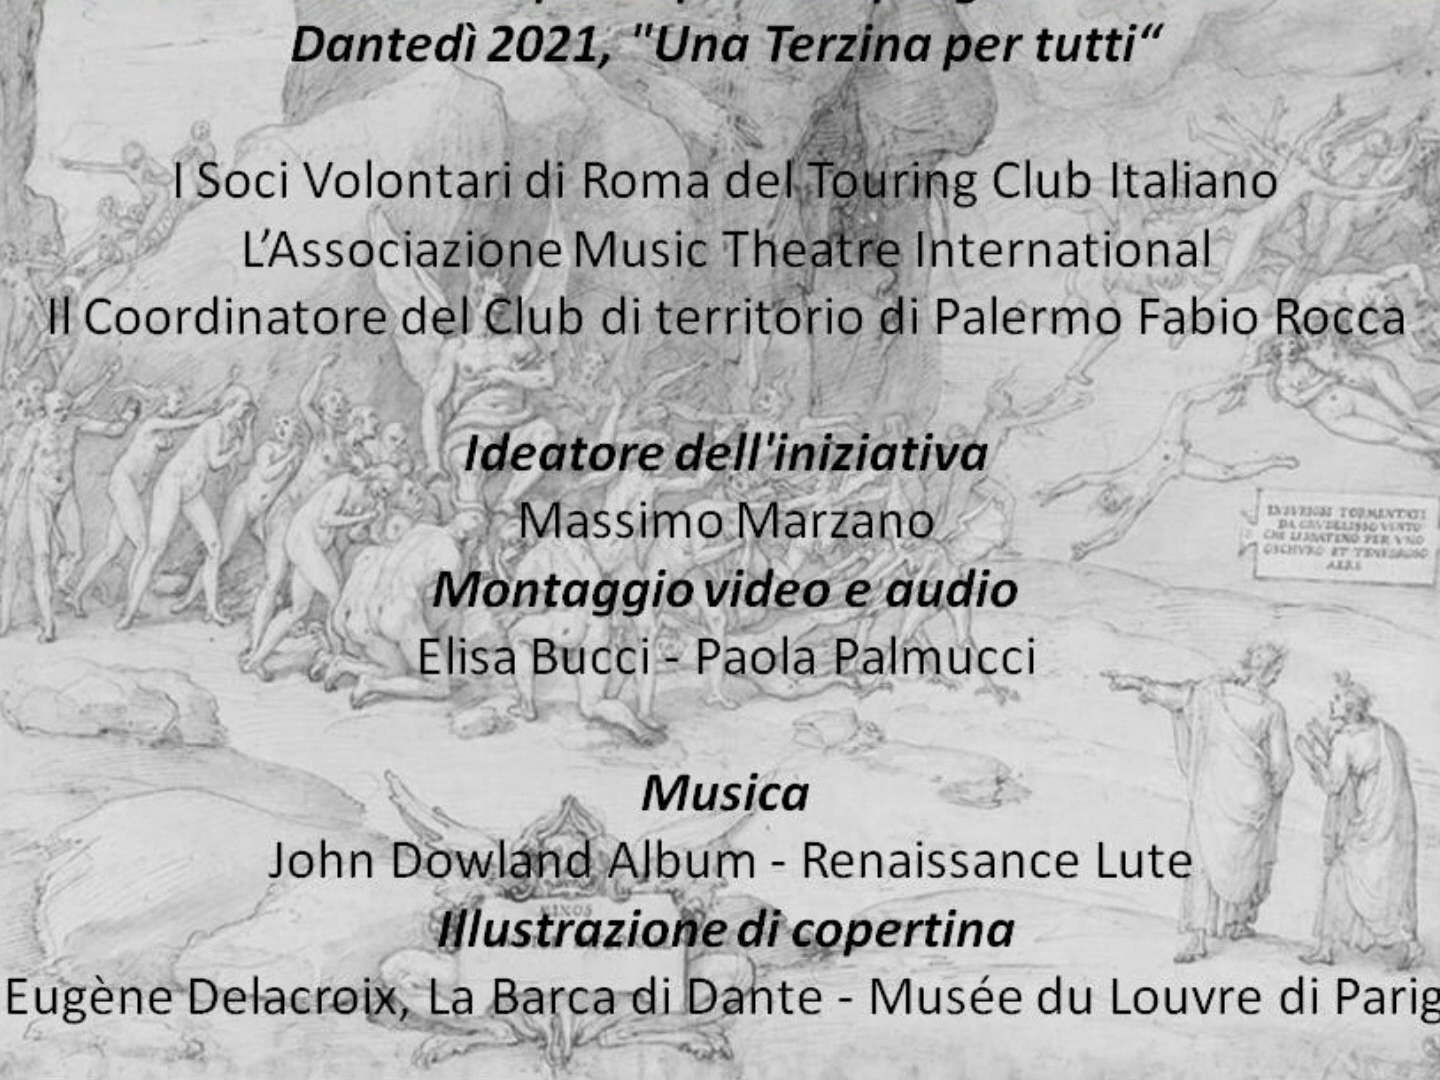 Dantedì 2021, "Una Terzina per tutti“
I Soci Volontari di Roma del Touring Club Italiano
L’Associazione Music Theatre International
Il Coordinatore del Club di territorio di Palermo Fabio Rocca
Ideatore dell'iniziativa
Massimo Marzano
Montaggio video e audio
Elisa Bucci - Paola Palmucci
TORMENTATI
Musica
John Dowland Album - Renaissance Lute
Illustrazione di copertina
Eugène Delacroix, La Barca di Dante - Musée du Louvre di Parig